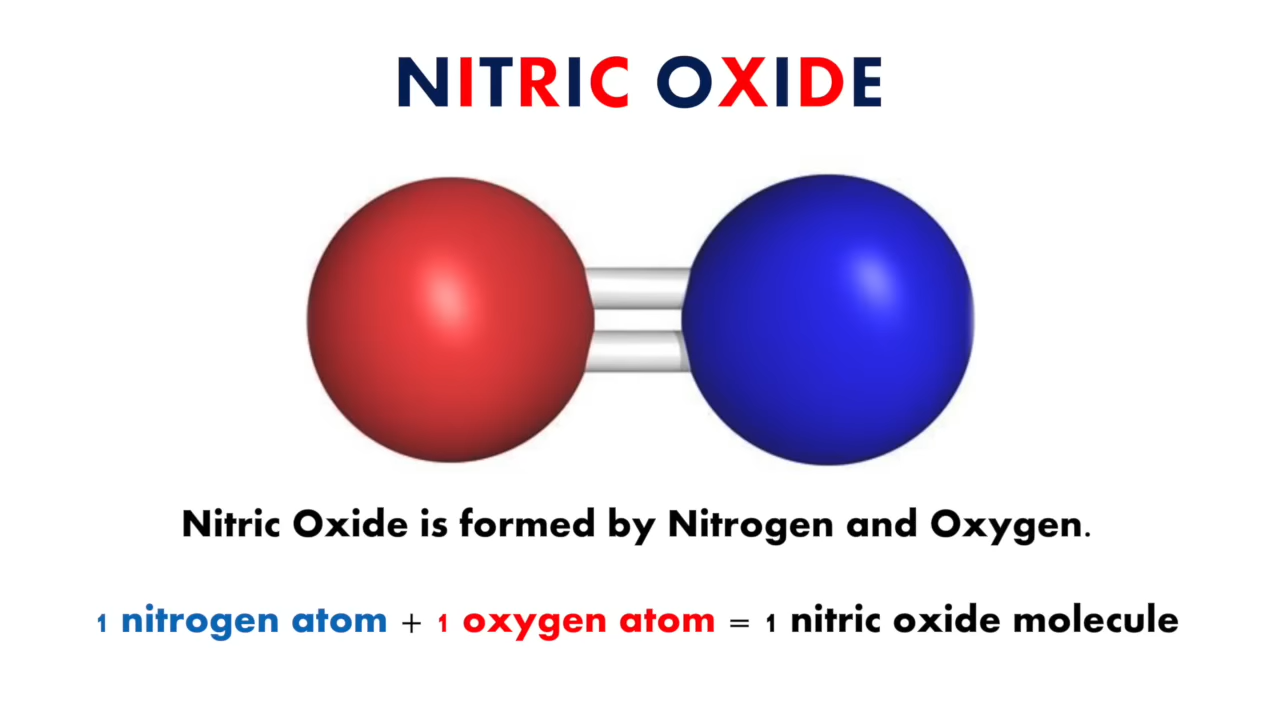 NITRIC OXIDE
Nitric Oxide is formed by Nitrogen and Oxygen.
1 nitrogen atom + 1 oxygen atom = 1 nitric oxide molecule